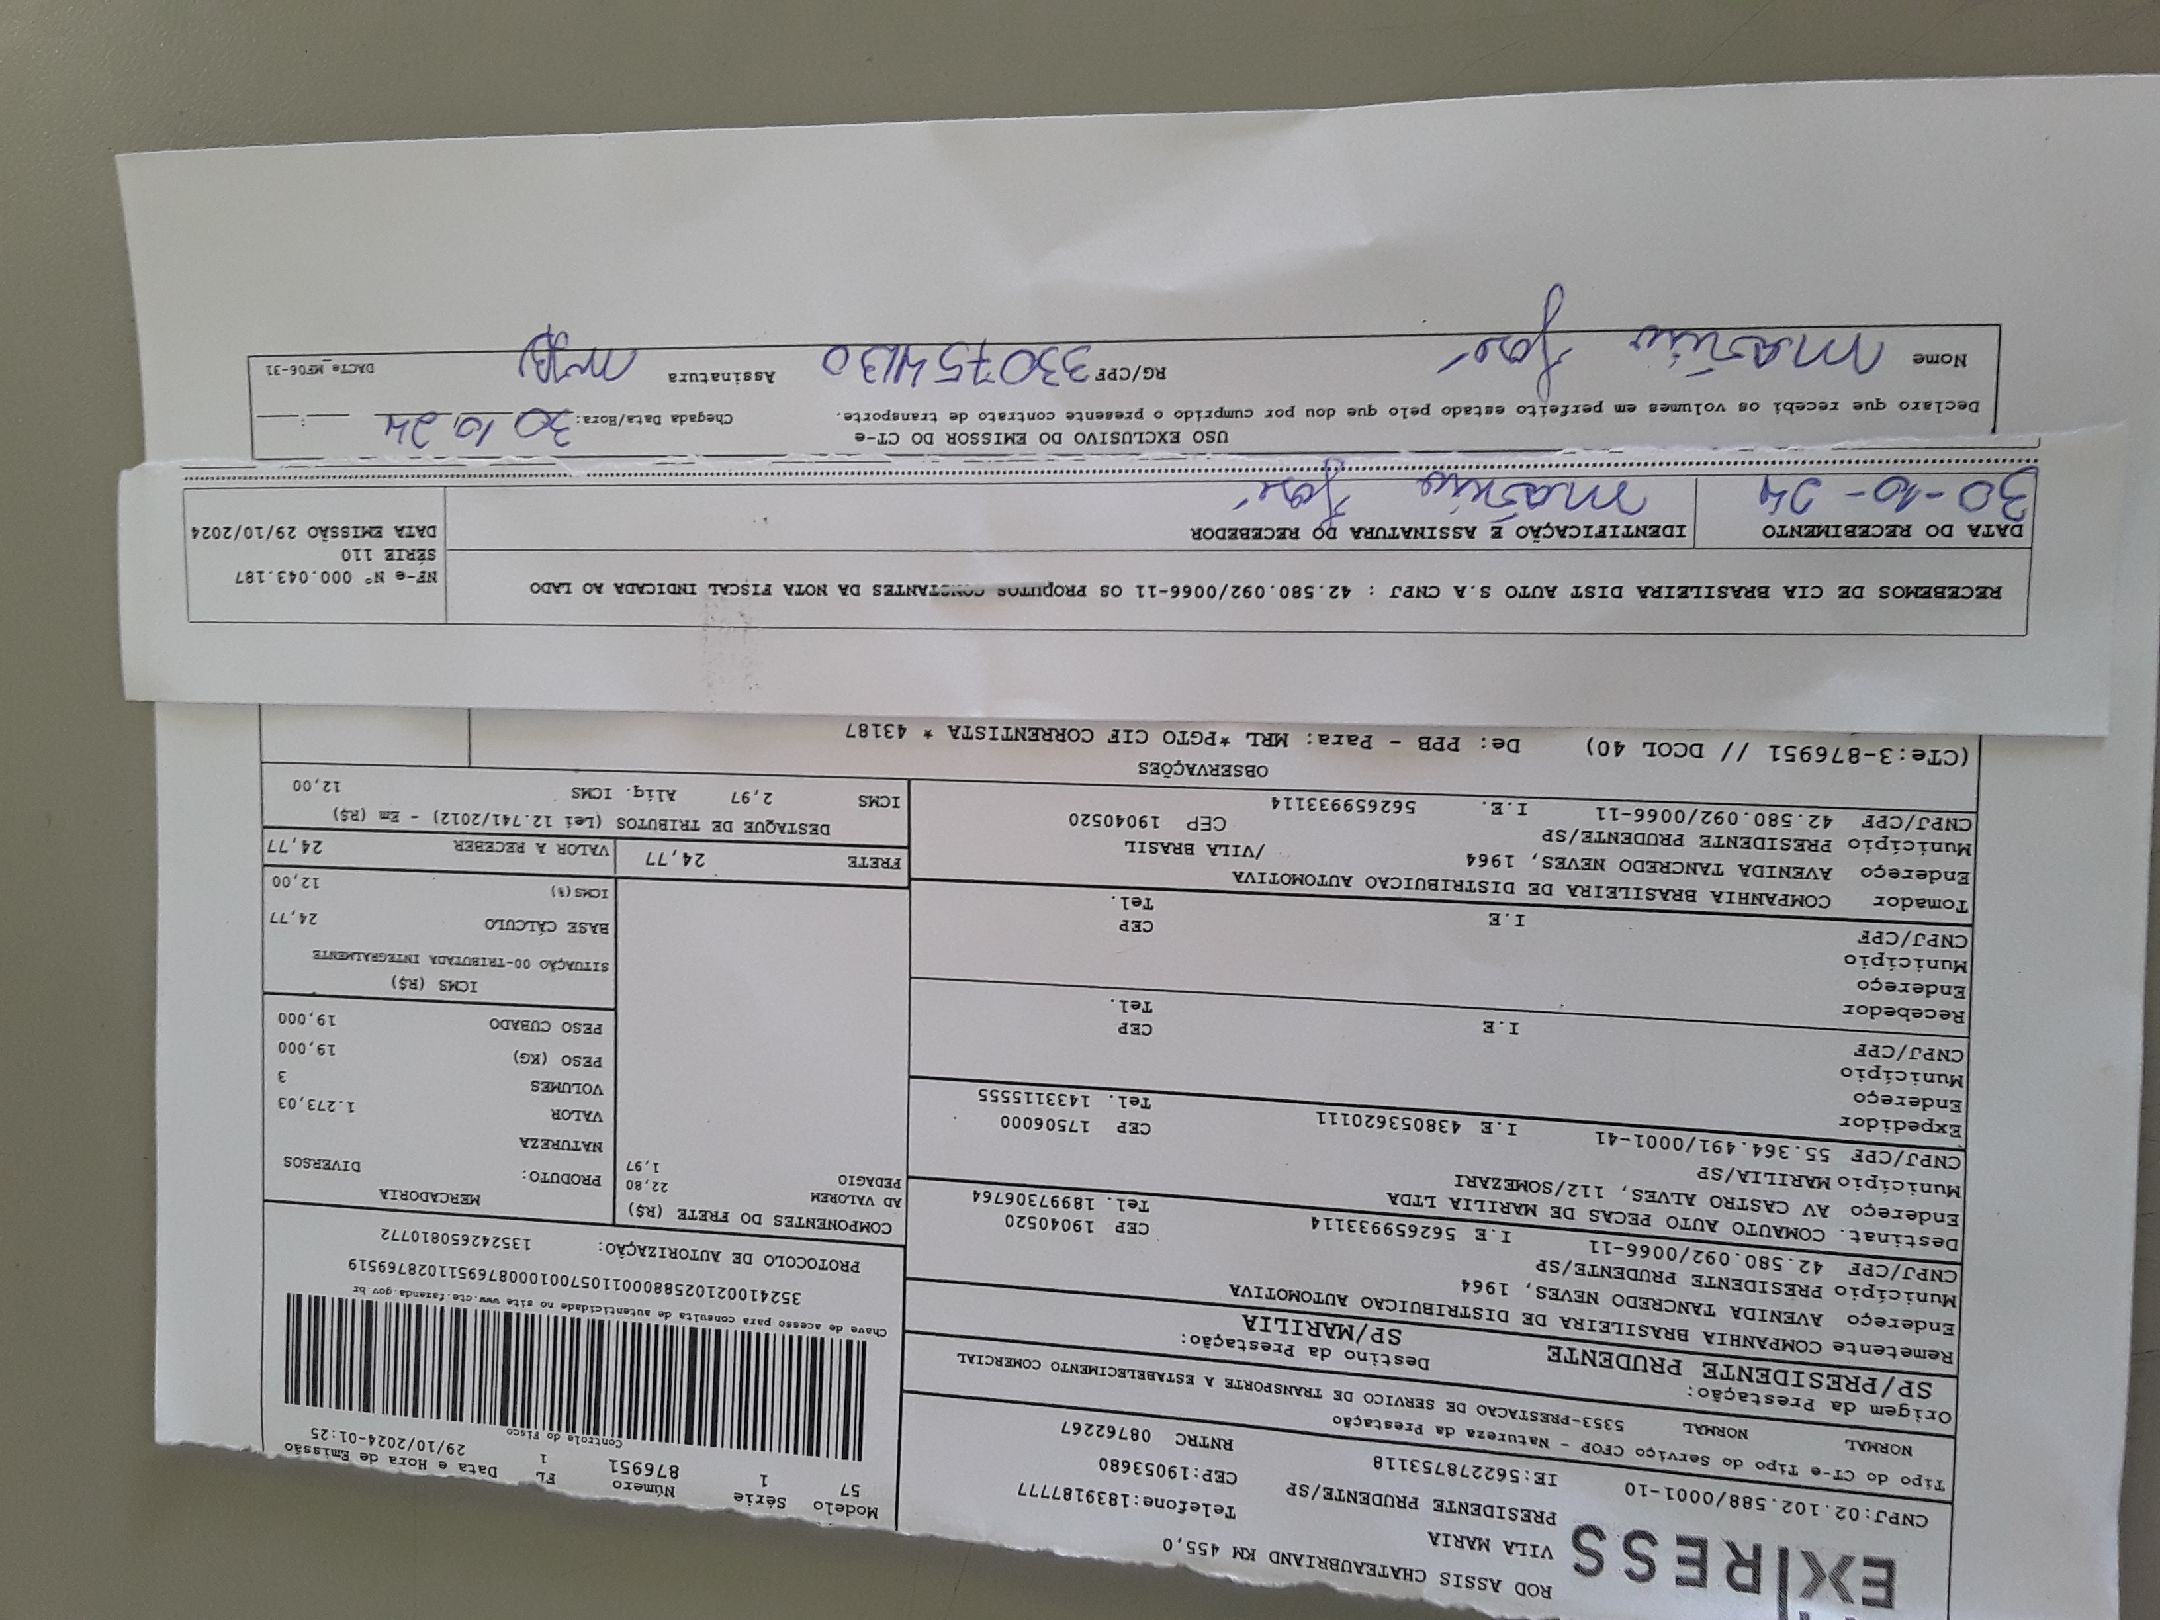 EXPRESS
ROD ASSIS CHATEAUBRIAND KM 455,0
VILA MARIA
Telefone:1839187777
PRESIDENTE PRUDENTE/SP
CEP:19053680
CNPJ:02.102.588/0001-10
IE:562278753118
RNTRC 08762267
Modelo Série Número FL Data e Hora de Emissão
57 1 876951 1 29/10/2024-01:25
Controle do Fisco
Tipo do CT-e Tipo do Serviço CFOP - Natureza da Prestação
NORMAL NORMAL 5353-PRESTACAO DE SERVICO DE TRANSPORTE A ESTABELECIMENTO COMERCIAL
Chave de acesso para consulta de autenticidade no site www.cte.fazenda.gov.br
Origem da Prestação: Destino da Prestação:
SP/PRESIDENTE PRUDENTE SP/MARILIA
PROTOCOLO DE AUTORIZAÇÃO: 135242650810772
Remetente COMPANHIA BRASILEIRA DE DISTRIBUICAO AUTOMOTIVA
Endereço AVENIDA TANCREDO NEVES, 1964
Município PRESIDENTE PRUDENTE/SP CEP 19040520
CNPJ/CPF 42.580.092/0066-11 I.E 562659933114 Tel. 18997306764
Destinat. COMAUTO AUTO PECAS DE MARILIA LTDA
Endereço AV CASTRO ALVES, 112/SOMEZARI
Município MARILIA/SP CEP 17506000
CNPJ/CPF 55.364.491/0001-41 I.E 438053620111 Tel. 1433115555
Expedidor
Endereço
Município CEP
CNPJ/CPF I.E Tel.
Recebedor
Endereço
Município CEP
CNPJ/CPF I.E Tel.
Tomador COMPANHIA BRASILEIRA DE DISTRIBUICAO AUTOMOTIVA
Endereço AVENIDA TANCREDO NEVES, 1964 /VILA BRASIL
Município PRESIDENTE PRUDENTE/SP CEP 19040520
CNPJ/CPF 42.580.092/0066-11 I.E. 562659933114
COMPONENTES DO FRETE (R$)
AD VALOREM 22,80
PEDAGIO 1,97
MERCADORIA
PRODUTO: DIVERSOS
NATUREZA
VALOR 1.273,03
VOLUMES 3
PESO (KG) 19,000
PESO CUBADO 19,000
ICMS (R$)
SITUAÇÃO 00-TRIBUTADA INTEGRALMENTE
BASE CÁLCULO 24,77
ICMS(%) 12,00
FRETE 24,77 VALOR A RECEBER 24,77
DESTAQUE DE TRIBUTOS (Lei 12.741/2012) - Em (R$)
ICMS 2,97 Alíq. ICMS 12,00
OBSERVAÇÕES
(CTe:3-876951 // DCOL 40) De: PPB - Para: MRL *PGTO CIF CORRENTISTA * 43187
RECEBEMOS DE CIA BRASILEIRA DIST AUTO S.A CNPJ : 42.580.092/0066-11 OS PRODUTOS CONSTANTES DA NOTA FISCAL INDICADA AO LADO
NF-e Nº 000.043.187
SÉRIE 110
DATA EMISSÃO 29/10/2024
DATA DO RECEBIMENTO IDENTIFICAÇÃO E ASSINATURA DO RECEBEDOR
30-10-24 Marcio José
USO EXCLUSIVO DO EMISSOR DO CT-e
Declaro que recebi os volumes em perfeito estado pelo que dou por cumprido o presente contrato de transporte.
Chegada Data/Hora: 30 10 24 :
Nome Marcio José RG/CPF 330754130 Assinatura
DACTe_MF06-31